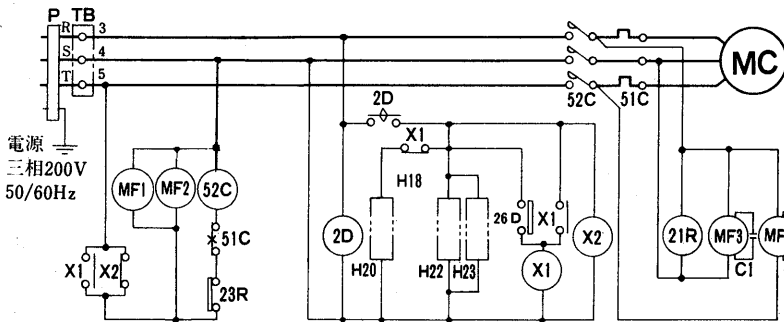 P TB
R 3
S 4
T 5
電源
三相200V
50/60Hz
MF1
MF2
52C
51C
23R
X1
X2
2D
X1
2D
H18
H20
H22
H23
26D
X1
X1
X2
52C
51C
MC
21R
MF3
C1
MF